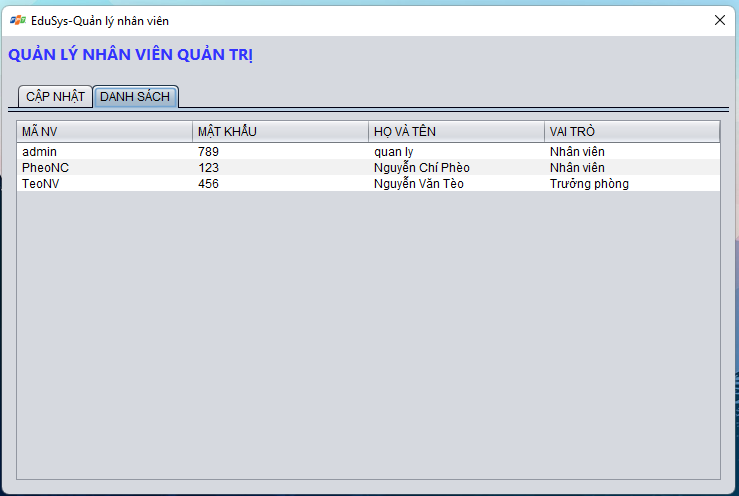 EduSys-Quản lý nhân viên
QUẢN LÝ NHÂN VIÊN QUẢN TRỊ
CẬP NHẬT DANH SÁCH
MÃ NV MẬT KHẨU HỌ VÀ TÊN VAI TRÒ
admin 789 quan ly Nhân viên
PheoNC 123 Nguyễn Chí Phèo Nhân viên
TeoNV 456 Nguyễn Văn Tèo Trưởng phòng